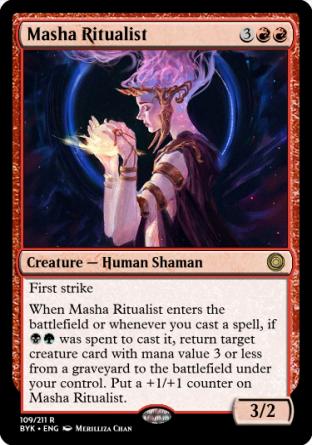 Masha Ritualist 3
Creature — Human Shaman
First strike
When Masha Ritualist enters the
battlefield or whenever you cast a spell, if
was spent to cast it, return target
creature card with mana value 3 or less
from a graveyard to the battlefield under
your control. Put a +1/+1 counter on
Masha Ritualist.
3/2
109/211 R
BYK • ENG Merilliza Chan